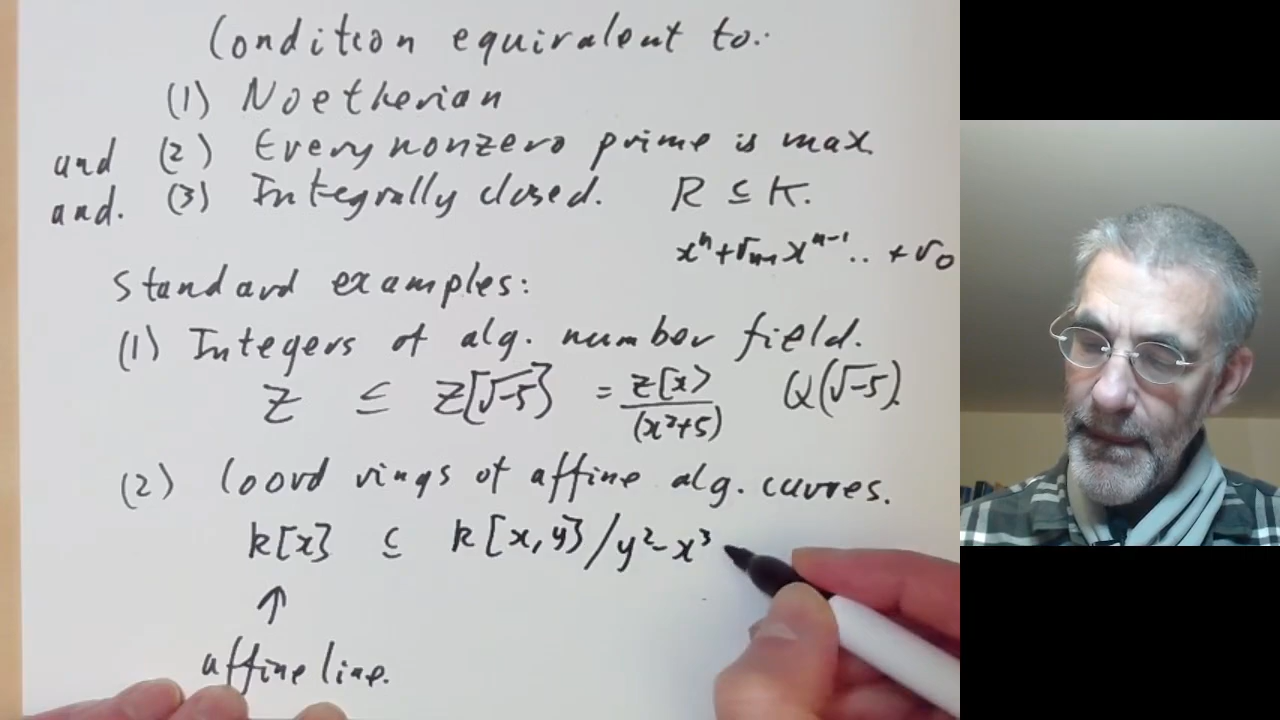 Condition equivalent to:
(1) Noetherian
and (2) Every nonzero prime is max.
and. (3) Integrally closed. R ⊆ K.
xⁿ + rₙ₋₁ xⁿ⁻¹ .. + r₀
Standard examples:
(1) Integers of alg. number field.
Z ⊆ Z[√-5] = Z[x]/(x²+5) Q(√-5).
(2) Coord rings of affine alg. curves.
k[x] ⊆ k[x,y]/y²-x³
↑
affine line.